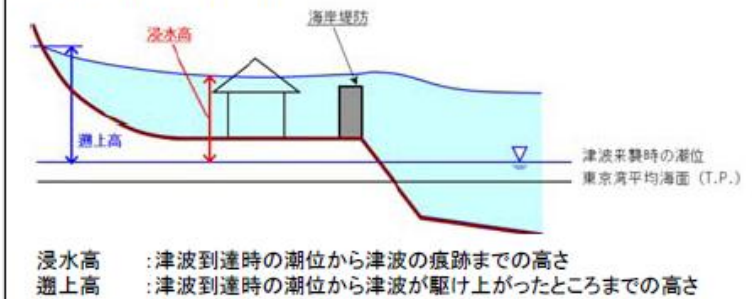 海岸堤防
浸水高
遡上高
津波来襲時の潮位
東京湾平均海面 (T.P.)
浸水高 :津波到達時の潮位から津波の痕跡までの高さ
遡上高 :津波到達時の潮位から津波が駆け上がったところまでの高さ